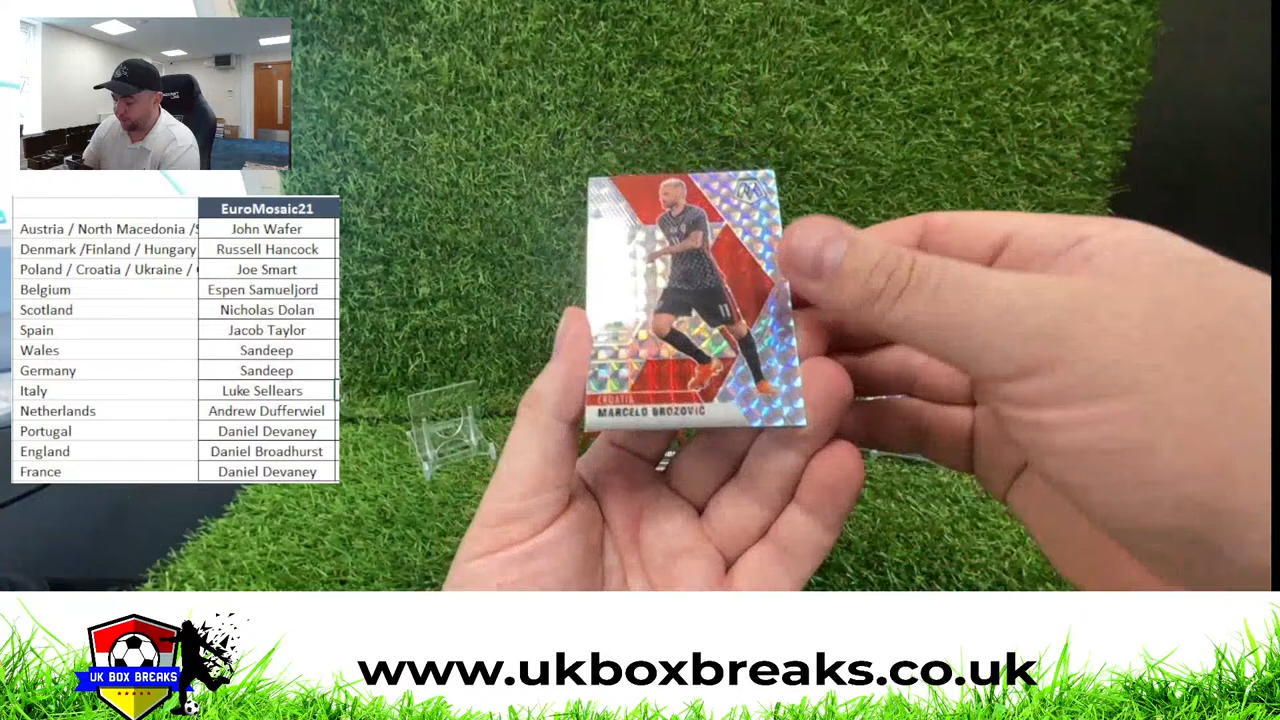 EuroMosaic21
Austria / North Macedonia /S John Wafer
Denmark /Finland / Hungary Russell Hancock
Poland / Croatia / Ukraine / Joe Smart
Belgium Espen Samueljord
Scotland Nicholas Dolan
Spain Jacob Taylor
Wales Sandeep
Germany Sandeep
Italy Luke Sellears
Netherlands Andrew Dufferwiel
Portugal Daniel Devaney
England Daniel Broadhurst
France Daniel Devaney
11
CROATIA
MARCELO BROZOVIĆ
UK BOX BREAKS
www.ukboxbreaks.co.uk